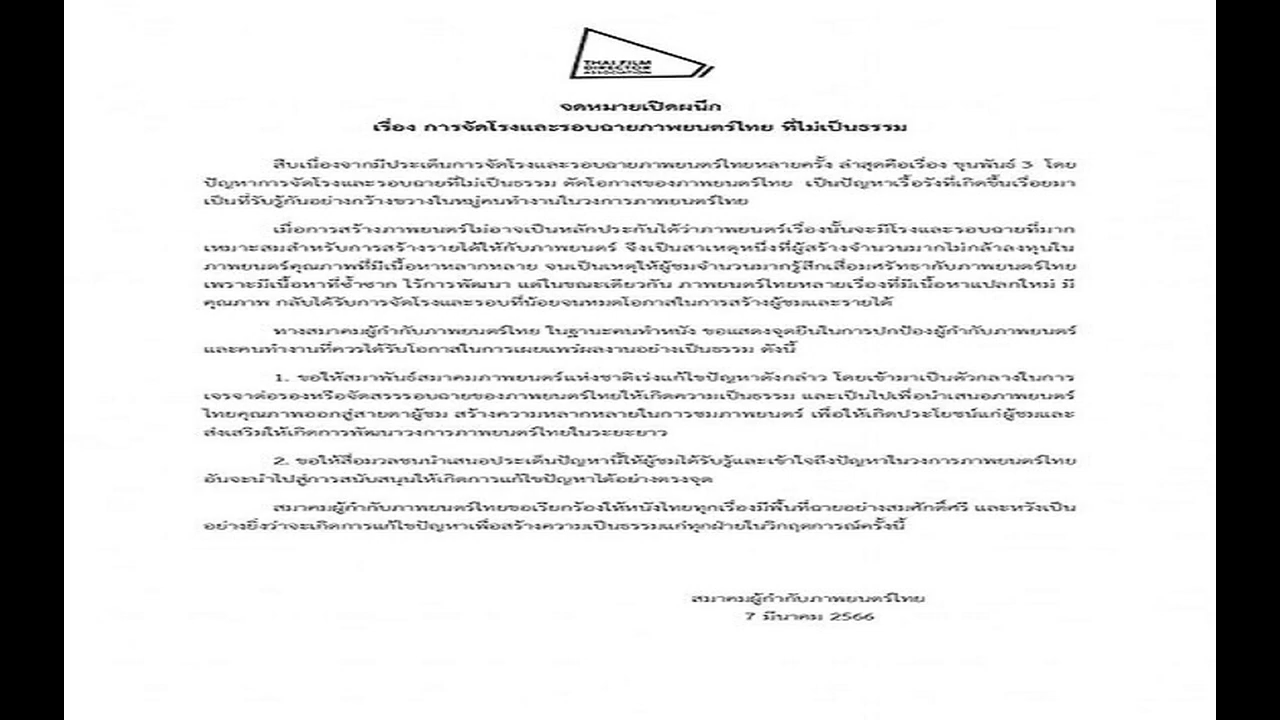 THAI FILM
DIRECTOR
ASSOCIATION
จดหมายเปิดผนึก
เรื่อง การจัดโรงและรอบฉายภาพยนตร์ไทย ที่ไม่เป็นธรรม
สืบเนื่องจากมีประเด็นการจัดโรงและรอบฉายภาพยนตร์ไทยหลายครั้ง ล่าสุดคือเรื่อง ขุนพันธ์ 3 โดย
ปัญหาการจัดโรงและรอบฉายที่ไม่เป็นธรรม ตัดโอกาสของภาพยนตร์ไทย เป็นปัญหาเรื้อรังที่เกิดขึ้นเรื่อยมา
เป็นที่รับรู้กันอย่างกว้างขวางในหมู่คนทำงานในวงการภาพยนตร์ไทย
เมื่อการสร้างภาพยนตร์ไม่อาจเป็นหลักประกันได้ว่าภาพยนตร์เรื่องนั้นจะมีโรงและรอบฉายที่มาก
เหมาะสมสำหรับการสร้างรายได้ให้กับภาพยนตร์ จึงเป็นสาเหตุหนึ่งที่ผู้สร้างจำนวนมากไม่กล้าลงทุนใน
ภาพยนตร์คุณภาพที่มีเนื้อหาหลากหลาย จนเป็นเหตุให้ผู้ชมจำนวนมากรู้สึกเสื่อมศรัทธากับภาพยนตร์ไทย
เพราะมีเนื้อหาที่ซ้ำซาก ไร้การพัฒนา แต่ในขณะเดียวกัน ภาพยนตร์ไทยหลายเรื่องที่มีเนื้อหาแปลกใหม่ มี
คุณภาพ กลับได้รับการจัดโรงและรอบที่น้อยจนหมดโอกาสในการสร้างผู้ชมและรายได้
ทางสมาคมผู้กำกับภาพยนตร์ไทย ในฐานะคนทำหนัง ขอแสดงจุดยืนในการปกป้องผู้กำกับภาพยนตร์
และคนทำงานที่ควรได้รับโอกาสในการเผยแพร่ผลงานอย่างเป็นธรรม ดังนี้
1. ขอให้สมาพันธ์สมาคมภาพยนตร์แห่งชาติเร่งแก้ไขปัญหาดังกล่าว โดยเข้ามาเป็นตัวกลางในการ
เจรจาต่อรองหรือจัดสรรรอบฉายของภาพยนตร์ไทยให้เกิดความเป็นธรรม และเป็นไปเพื่อนำเสนอภาพยนตร์
ไทยคุณภาพออกสู่สายตาผู้ชม สร้างความหลากหลายในการชมภาพยนตร์ เพื่อให้เกิดประโยชน์แก่ผู้ชมและ
ส่งเสริมให้เกิดการพัฒนาวงการภาพยนตร์ไทยในระยะยาว
2. ขอให้สื่อมวลชนนำเสนอประเด็นปัญหานี้ให้ผู้ชมได้รับรู้และเข้าใจถึงปัญหาในวงการภาพยนตร์ไทย
อันจะนำไปสู่การสนับสนุนให้เกิดการแก้ไขปัญหาได้อย่างตรงจุด
สมาคมผู้กำกับภาพยนตร์ไทยขอเรียกร้องให้หนังไทยทุกเรื่องมีพื้นที่ฉายอย่างสมศักดิ์ศรี และหวังเป็น
อย่างยิ่งว่าจะเกิดการแก้ไขปัญหาเพื่อสร้างความเป็นธรรมแก่ทุกฝ่ายในวิกฤตการณ์ครั้งนี้
สมาคมผู้กำกับภาพยนตร์ไทย
7 มีนาคม 2566